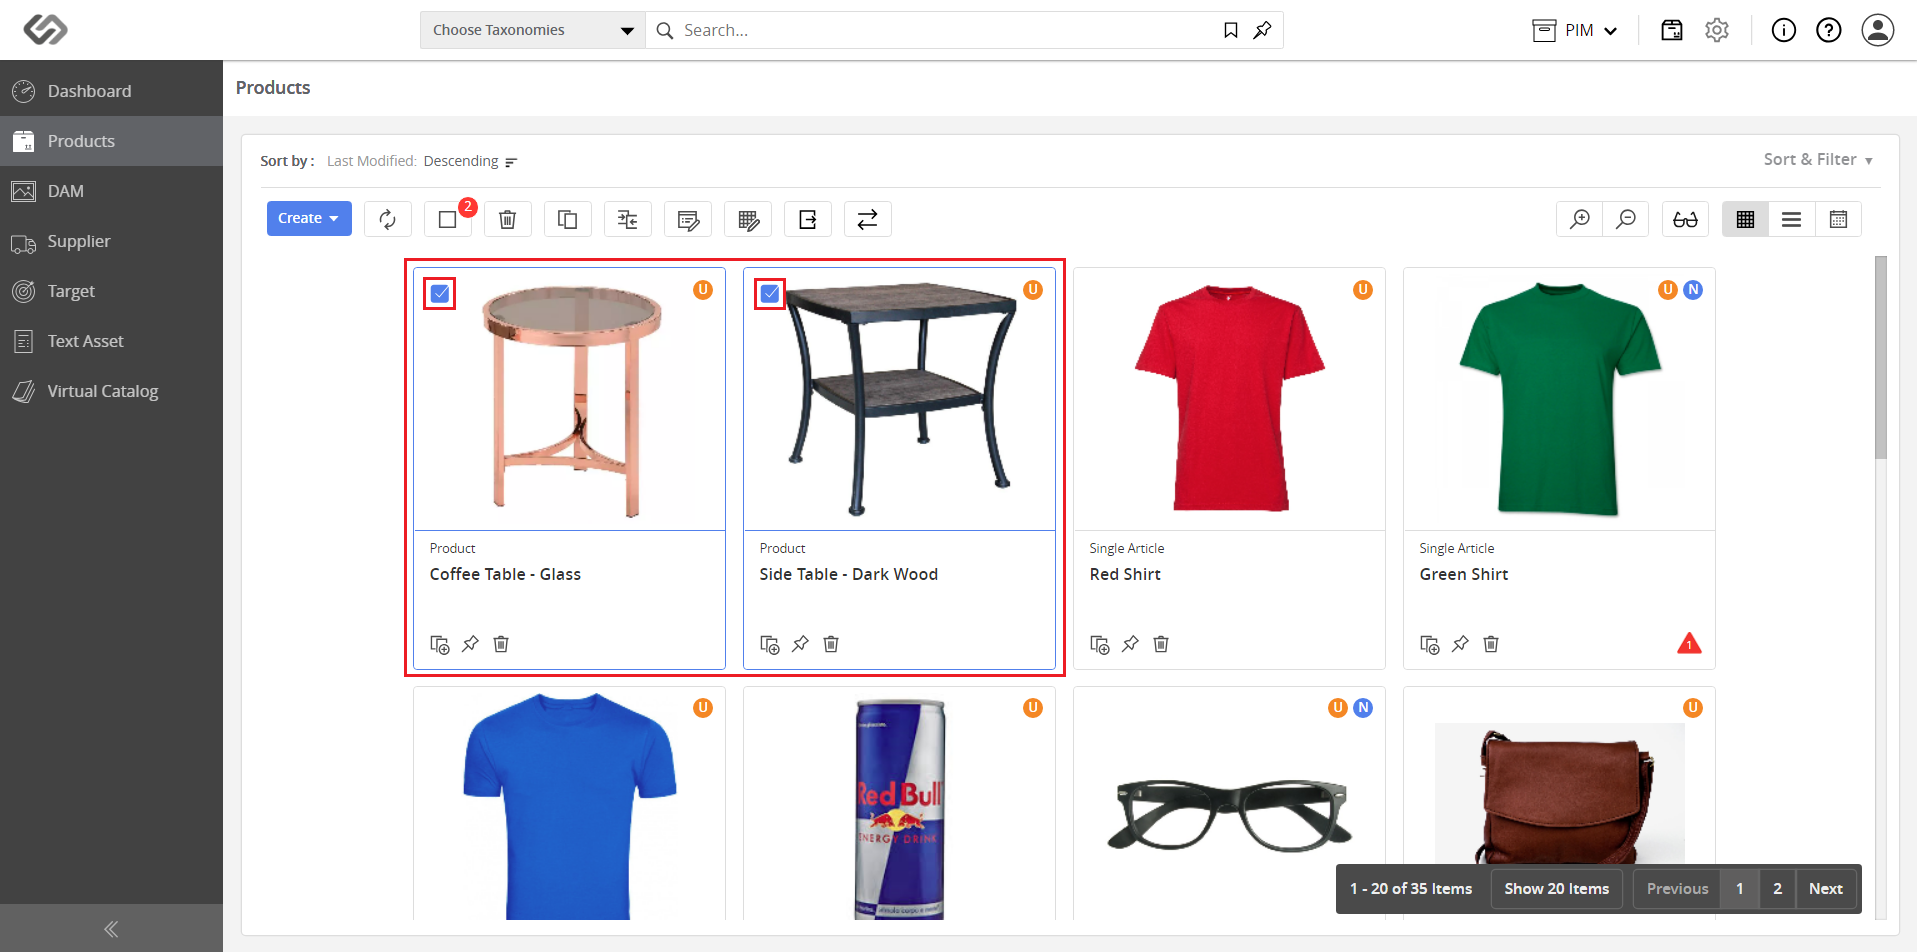 Choose Taxonomies
Search...
PIM
Dashboard
Products
DAM
Supplier
Target
Text Asset
Virtual Catalog
Products
Sort by : Last Modified: Descending
Sort & Filter
Create
2
U
U
U
U N
Product
Coffee Table - Glass
Product
Side Table - Dark Wood
Single Article
Red Shirt
Single Article
Green Shirt
1
U
U
U N
U
Red Bull
ENERGY DRINK
1 - 20 of 35 Items
Show 20 Items
Previous
1
2
Next